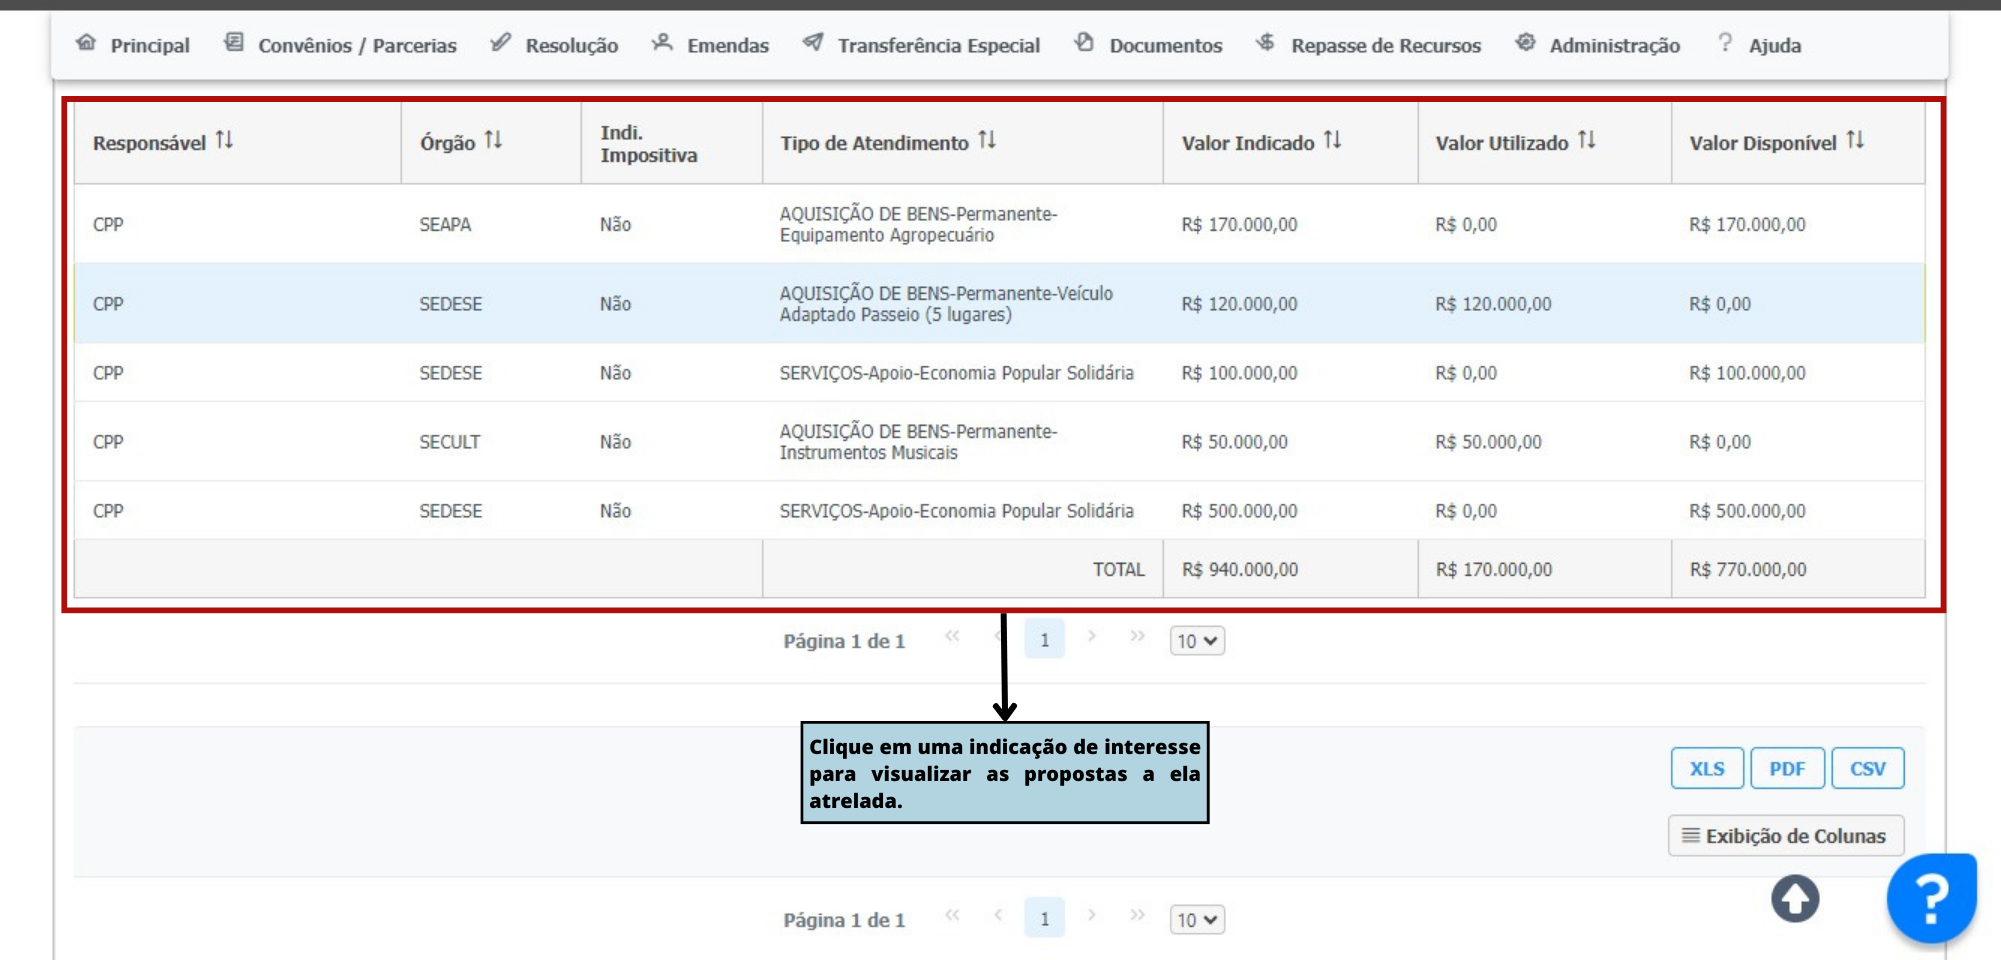 Principal Convênios / Parcerias Resolução Emendas Transferência Especial Documentos Repasse de Recursos Administração ? Ajuda
Responsável Órgão Indi. Impositiva Tipo de Atendimento Valor Indicado Valor Utilizado Valor Disponível
CPP SEAPA Não AQUISIÇÃO DE BENS-Permanente-
Equipamento Agropecuário R$ 170.000,00 R$ 0,00 R$ 170.000,00
CPP SEDESE Não AQUISIÇÃO DE BENS-Permanente-Veículo
Adaptado Passeio (5 lugares) R$ 120.000,00 R$ 120.000,00 R$ 0,00
CPP SEDESE Não SERVIÇOS-Apoio-Economia Popular Solidária R$ 100.000,00 R$ 0,00 R$ 100.000,00
CPP SECULT Não AQUISIÇÃO DE BENS-Permanente-
Instrumentos Musicais R$ 50.000,00 R$ 50.000,00 R$ 0,00
CPP SEDESE Não SERVIÇOS-Apoio-Economia Popular Solidária R$ 500.000,00 R$ 0,00 R$ 500.000,00
TOTAL R$ 940.000,00 R$ 170.000,00 R$ 770.000,00
Página 1 de 1 « ‹ 1 › » 10
Clique em uma indicação de interesse
para visualizar as propostas a ela
atrelada.
XLS PDF CSV
Exibição de Colunas
?
Página 1 de 1 « ‹ 1 › » 10